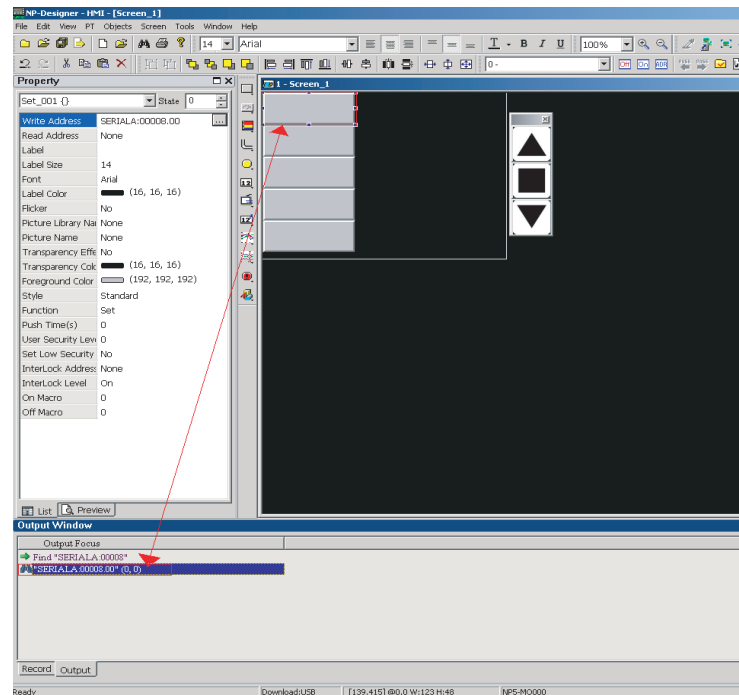 NP-Designer - HMI - [Screen_1]
File Edit View PT Objects Screen Tools Window Help
14 Arial T B I U 100%
0 - Off On ADR
Property
1 - Screen_1
Set_001 {} State 0
Write Address SERIALA:00008.00 ...
Read Address None
Label
Label Size 14
Font Arial
Label Color (16, 16, 16)
Flicker No
Picture Library Nar None
Picture Name None
Transparency Effe No
Transparency Colo (16, 16, 16)
Foreground Color (192, 192, 192)
Style Standard
Function Set
Push Time(s) 0
User Security Leve 0
Set Low Security No
InterLock Address None
InterLock Level On
On Macro 0
Off Macro 0
List Preview
Output Window
Output Focus
Find "SERIALA:00008"
"SERIALA:00008.00" (0, 0)
Record Output
Ready Download:USB [139,415] @0,0 W:123 H:48 NP5-MQ000